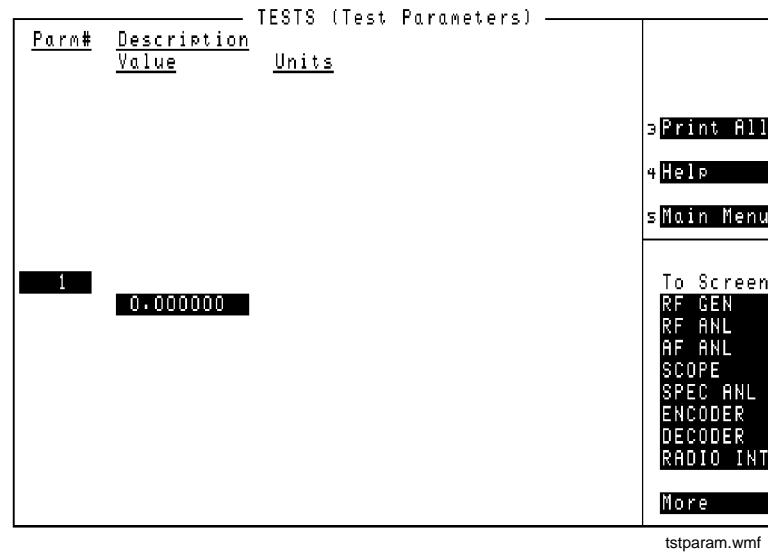 TESTS (Test Parameters)
Parm# Description
Value Units
3 Print All
4 Help
5 Main Menu
1
0.000000
To Screen
RF GEN
RF ANL
AF ANL
SCOPE
SPEC ANL
ENCODER
DECODER
RADIO INT
More
tstparam.wmf